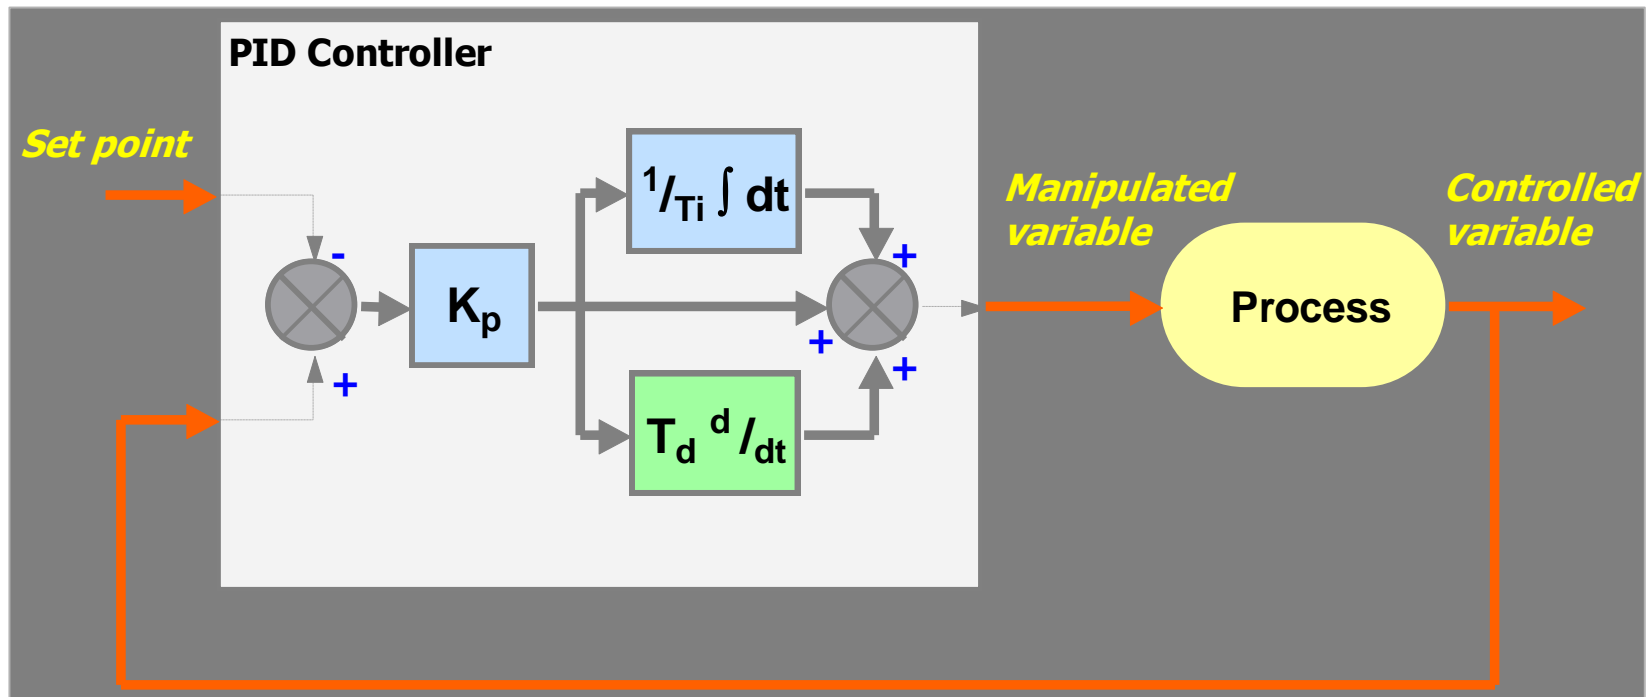 PID Controller
Set point
-
+
Kp
1/Ti ∫ dt
Td d/dt
+
+
+
Manipulated
variable
Process
Controlled
variable